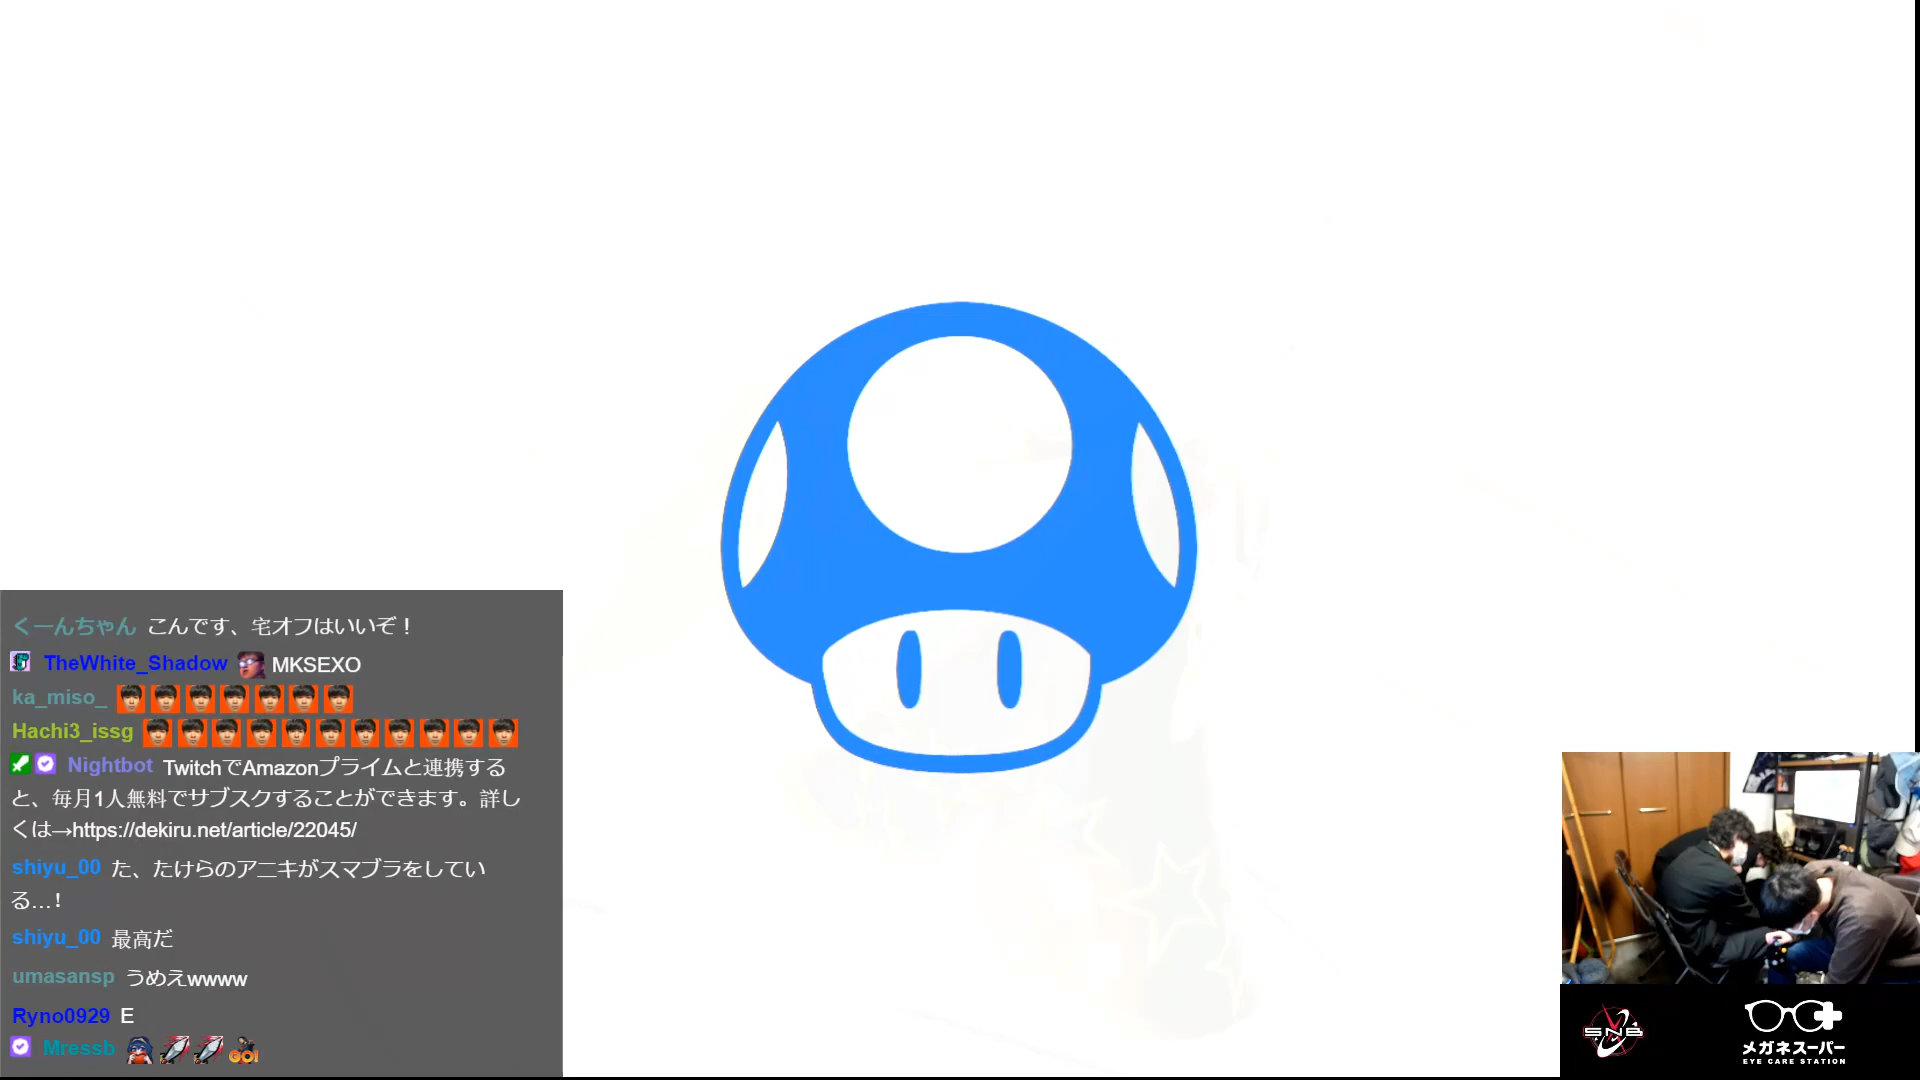 くーんちゃん こんです、宅オフはいいぞ！
TheWhite_Shadow MKSEXO
ka_miso_
Hachi3_issg
Nightbot TwitchでAmazonプライムと連携する
と、毎月1人無料でサブスクすることができます。詳し
くは→https://dekiru.net/article/22045/
shiyu_00 た、たけらのアニキがスマブラをしてい
る…！
shiyu_00 最高だ
umasansp うめえwwww
Ryno0929 E
Mressb GO!
SNB
メガネスーパー
EYE CARE STATION